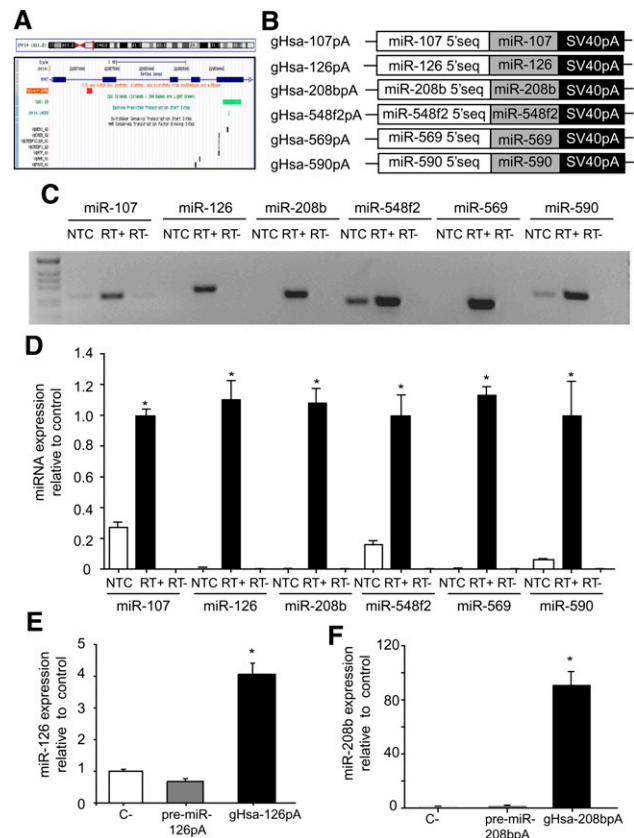 A
B
gHsa-107pA
miR-107 5'seq
miR-107
SV40pA
gHsa-126pA
miR-126 5'seq
miR-126
SV40pA
gHsa-208bpA
miR-208b 5'seq
miR-208b
SV40pA
gHsa-548f2pA
miR-548f2 5'seq
miR-548f2
SV40pA
gHsa-569pA
miR-569 5'seq
miR-569
SV40pA
gHsa-590pA
miR-590 5'seq
miR-590
SV40pA
C
miR-107 miR-126 miR-208b miR-548f2 miR-569 miR-590
NTC RT+ RT- NTC RT+ RT- NTC RT+ RT- NTC RT+ RT- NTC RT+ RT- NTC RT+ RT-
D
miRNA expression
relative to control
1.4
1.2
1.0
0.8
0.6
0.4
0.2
0
* * * * * *
NTC RT+ RT- NTC RT+ RT- NTC RT+ RT- NTC RT+ RT- NTC RT+ RT- NTC RT+ RT-
miR-107 miR-126 miR-208b miR-548f2 miR-569 miR-590
E
miR-126 expression
relative to control
5
4
3
2
1
0
*
C- pre-miR- gHsa-126pA
126pA
F
miR-208b expression
relative to control
120
80
40
0
*
C- pre-miR- gHsa-208bpA
208bpA